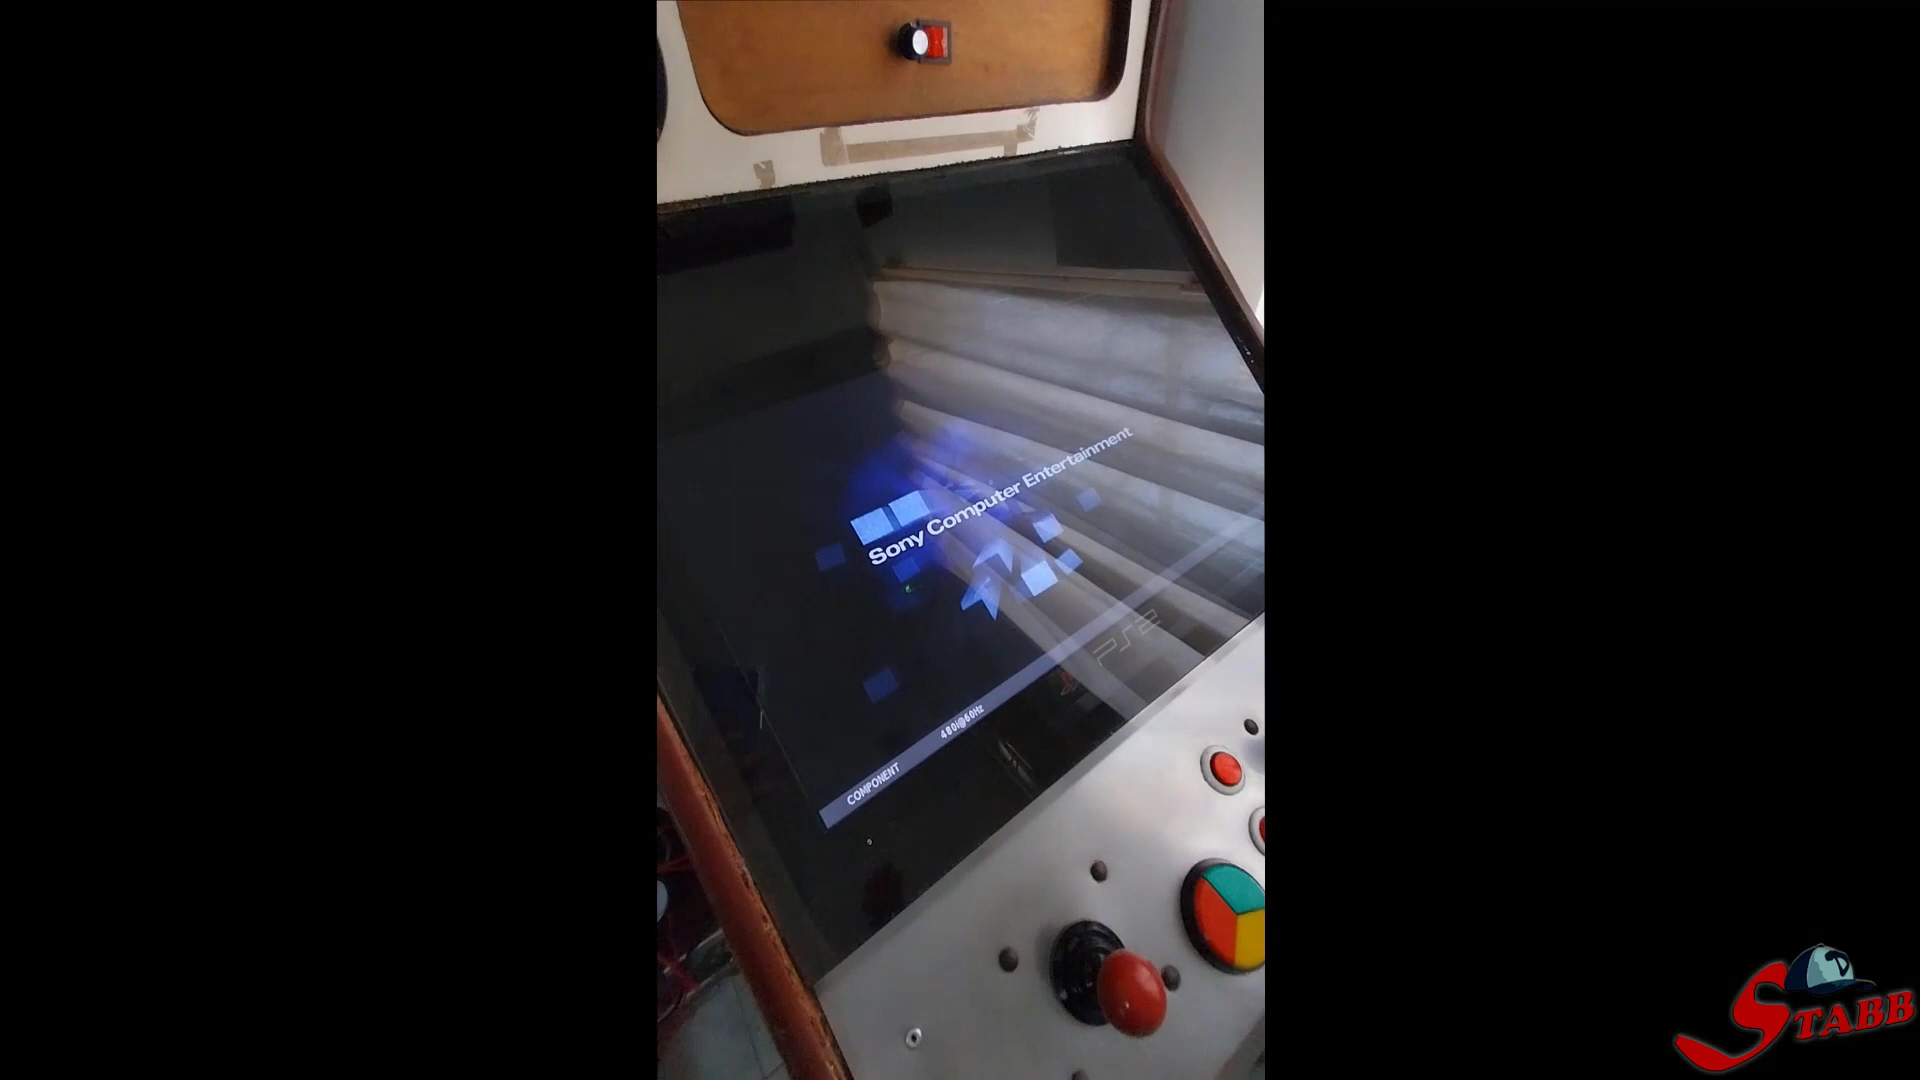 Sony Computer Entertainment
PS2
480i@60Hz
COMPONENT
STABB